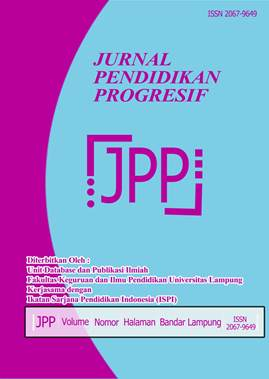 ISSN 2067-9649
JURNAL
PENDIDIKAN
PROGRESIF
JPP
Diterbitkan Oleh :
Unit Database dan Publikasi Ilmiah
Fakultas Keguruan dan Ilmu Pendidikan Universitas Lampung
Kerjasama dengan
Ikatan Sarjana Pendidikan Indonesia (ISPI)
JPP Volume Nomor Halaman Bandar Lampung ISSN
2067-9649